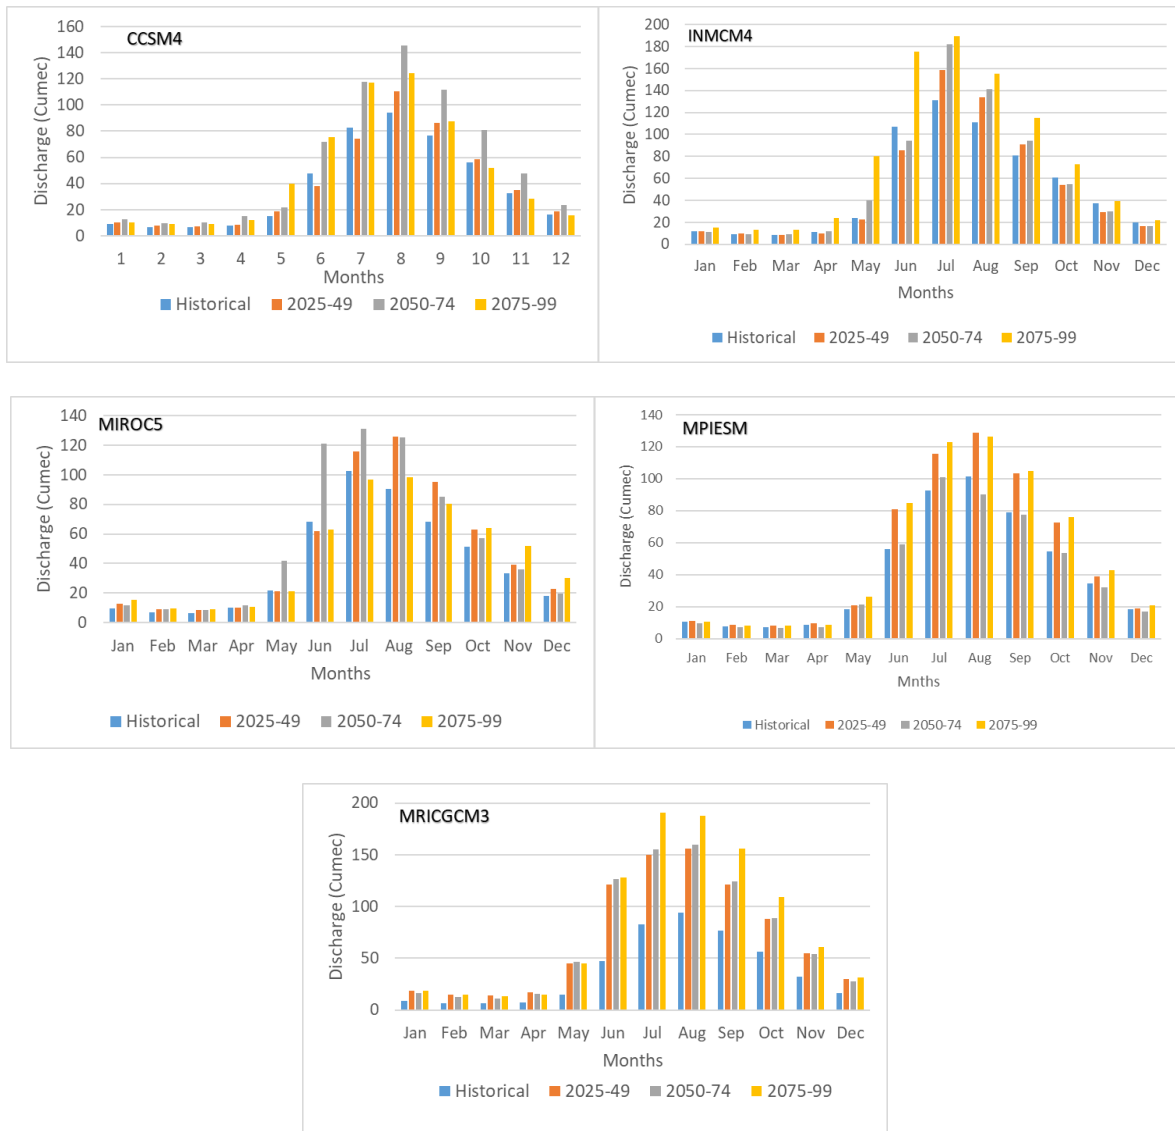 CCSM4
Discharge (Cumec)
160
140
120
100
80
60
40
20
0
1 2 3 4 5 6 7 8 9 10 11 12
Months
Historical 2025-49 2050-74 2075-99
INMCM4
Discharge (Cumec)
200
180
160
140
120
100
80
60
40
20
0
Jan Feb Mar Apr May Jun Jul Aug Sep Oct Nov Dec
Months
Historical 2025-49 2050-74 2075-99
MIROC5
Discharge (Cumec)
140
120
100
80
60
40
20
0
Jan Feb Mar Apr May Jun Jul Aug Sep Oct Nov Dec
Months
Historical 2025-49 2050-74 2075-99
MPIESM
Discharge (Cumec)
140
120
100
80
60
40
20
0
Jan Feb Mar Apr May Jun Jul Aug Sep Oct Nov Dec
Mnths
Historical 2025-49 2050-74 2075-99
MRICGCM3
Discharge (Cumec)
200
150
100
50
0
Jan Feb Mar Apr May Jun Jul Aug Sep Oct Nov Dec
Months
Historical 2025-49 2050-74 2075-99